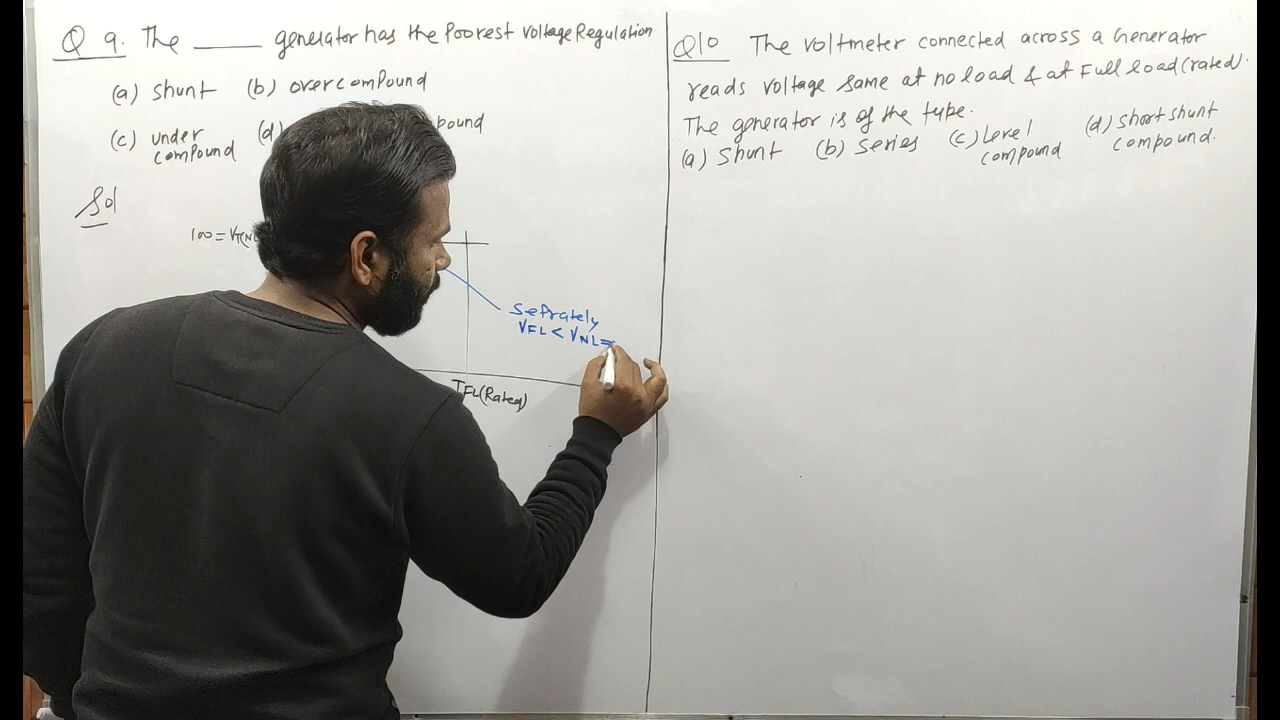 Q 9. The ____ generator has the Poorest Voltage Regulation
(a) shunt (b) overcompound
(c) under compound (d)
Sol
100 = VT(NL
Seprately
VFL < VNL =
IFL(Rated)
Q10 The voltmeter connected across a Generator
reads voltage same at no load & at Full load (rated).
The generator is of the type.
(a) Shunt (b) Series (c) Level compound (d) short shunt compound.